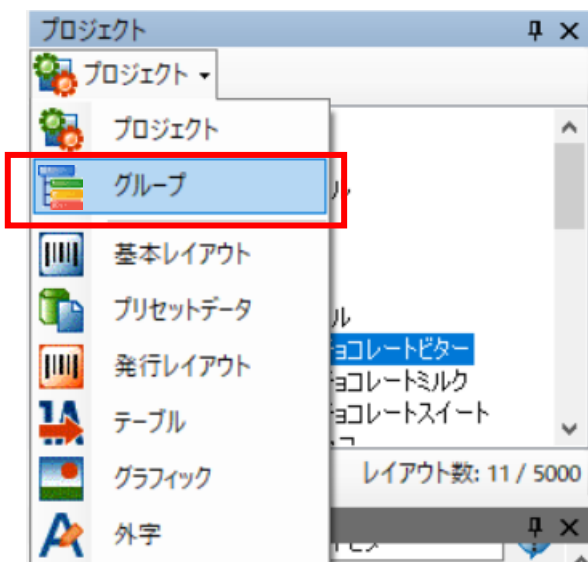 プロジェクト
プロジェクト
プロジェクト
グループ
基本レイアウト
プリセットデータ
ル
発行レイアウト
ョコレートビター
ョコレートミルク
テーブル
ョコレートスイート
グラフィック
レイアウト数: 11 / 5000
外字